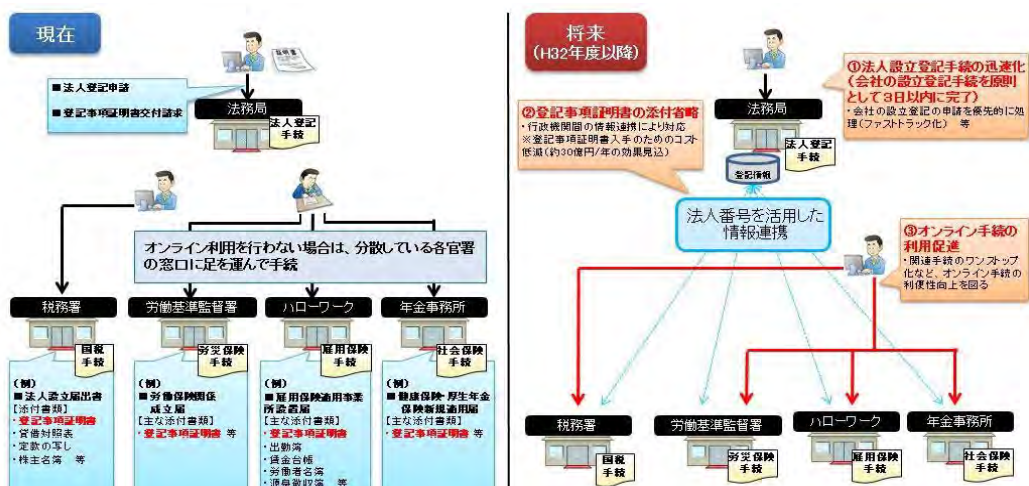 現在
証明書
■法人登記申請
■登記事項証明書交付請求
法務局
法人登記
手続
オンライン利用を行わない場合は、分散している各官署
の窓口に足を運んで手続
税務署
国税
手続
(例)
■法人設立届出書
【添付書類】
・登記事項証明書
・貸借対照表
・定款の写し
・株主名簿 等
労働基準監督署
労災保険
手続
(例)
■労働保険関係
成立届
【主な添付書類】
・登記事項証明書 等
ハローワーク
雇用保険
手続
(例)
■雇用保険適用事業
所設置届
【主な添付書類】
・登記事項証明書
・出勤簿
・賃金台帳
・労働者名簿
・源泉徴収簿 等
年金事務所
社会保険
手続
(例)
■健康保険・厚生年金
保険新規適用届
【主な添付書類】
・登記事項証明書 等
将来
(H32年度以降)
①法人設立登記手続の迅速化
(会社の設立登記手続を原則
として3日以内に完了)
・会社の設立登記の申請を優先的に処
理(ファストトラック化) 等
②登記事項証明書の添付省略
・行政機関間の情報連携により対応
※登記事項証明書入手のためのコスト
低減(約30億円/年の効果見込)
法務局
法人登記
手続
登記情報
法人番号を活用した
情報連携
③オンライン手続の
利用促進
・関連手続のワンストップ
化など、オンライン手続の
利便性向上を図る
税務署
国税
手続
労働基準監督署
労災保険
手続
ハローワーク
雇用保険
手続
年金事務所
社会保険
手続